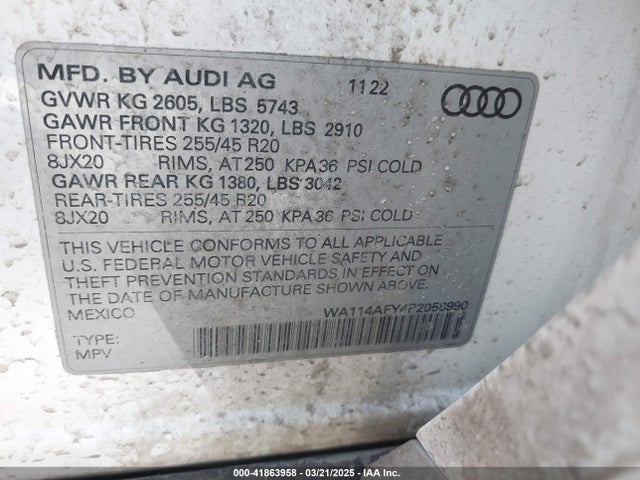 MFD. BY AUDI AG 11 22
GVWR KG 2605, LBS 5743
GAWR FRONT KG 1320, LBS 2910
FRONT-TIRES 255/45 R20
8JX20 RIMS, AT 250 KPA 36 PSI COLD
GAWR REAR KG 1380, LBS 3042
REAR-TIRES 255/45 R20
8JX20 RIMS, AT 250 KPA 36 PSI COLD
THIS VEHICLE CONFORMS TO ALL APPLICABLE
U.S. FEDERAL MOTOR VEHICLE SAFETY AND
THEFT PREVENTION STANDARDS IN EFFECT
ON THE DATE OF MANUFACTURE SHOWN ABOVE.
MEXICO
TYPE:
MPV
000-41863958 - 03/21/2025 - IAA Inc.